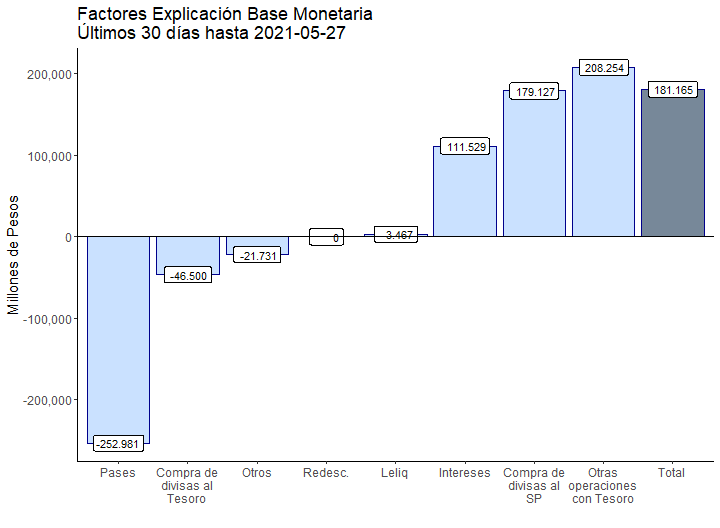 Factores Explicación Base Monetaria
Últimos 30 días hasta 2021-05-27
Millones de Pesos
200,000
100,000
0
-100,000
-200,000
-252.981
-46.500
-21.731
0
3.467
111.529
179.127
208.254
181.165
Pases
Compra de
divisas al
Tesoro
Otros
Redesc.
Leliq
Intereses
Compra de
divisas al
SP
Otras
operaciones
con Tesoro
Total